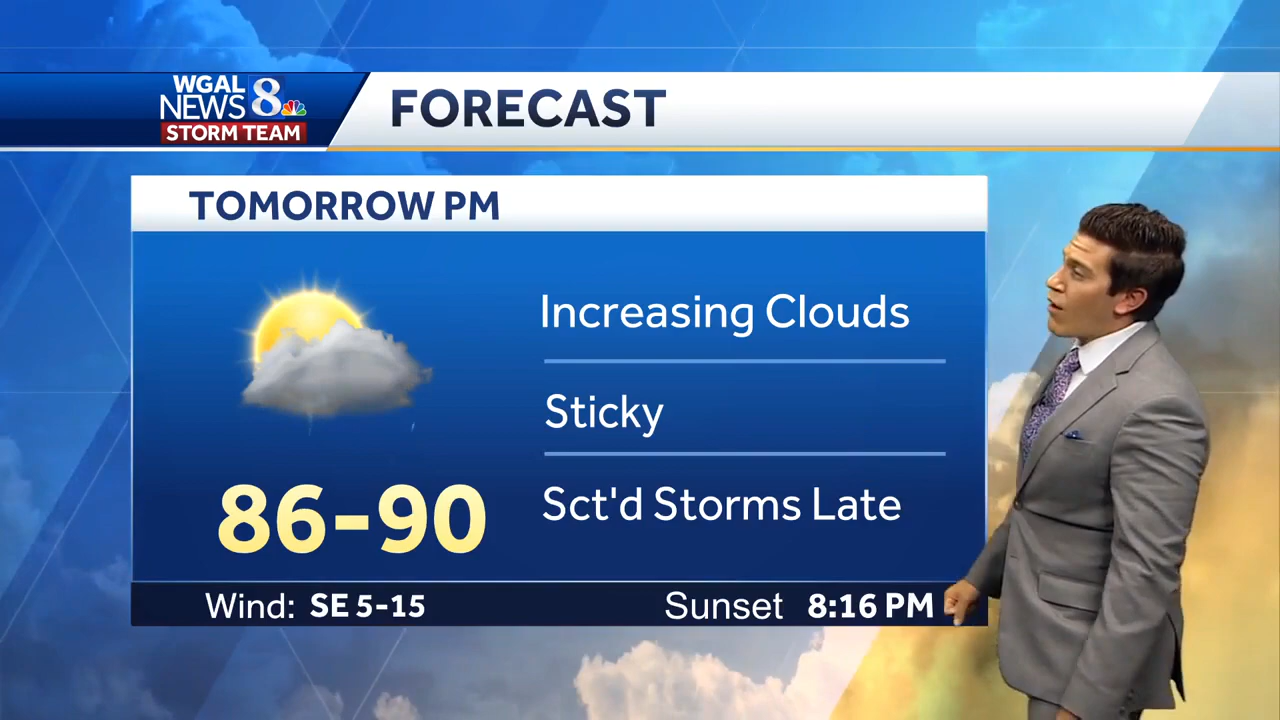 WGAL
NEWS 8
STORM TEAM
FORECAST
TOMORROW PM
Increasing Clouds
Sticky
86-90
Sct'd Storms Late
Wind: SE 5-15
Sunset 8:16 PM